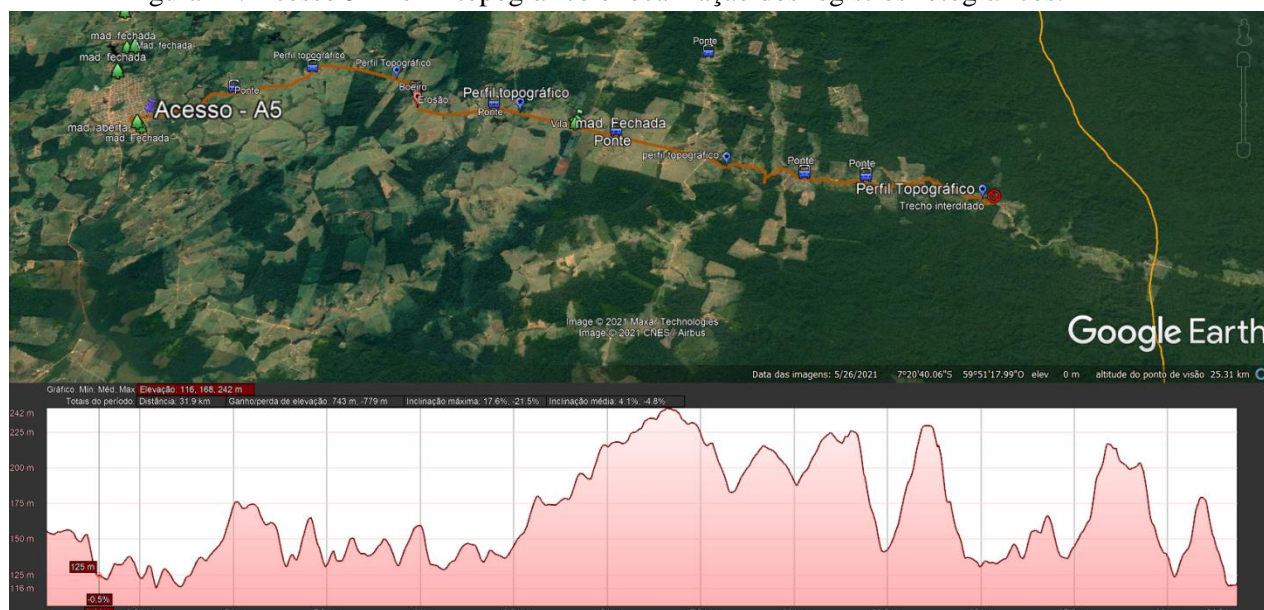 mad. fechada
Mad. fechada
mad. fechada
Ponte
Perfil topográfico
Perfil Topográfico
Ponte
Boeiro
Erosão
Perfil topográfico
Ponte
Acesso - A5
mad. aberta
mad. Fechada
Vila
mad. Fechada
Ponte
perfil topográfico
Ponte
Ponte
Perfil Topográfico
Trecho interditado
Image © 2021 Maxar Technologies
Image © 2021 CNES / Airbus
Google Earth
Data das imagens: 5/26/2021 7°20'40.06"S 59°51'17.99"O elev 0 m altitude do ponto de visão 25.31 km
Gráfico: Mín, Méd, Máx Elevação: 116, 168, 242 m
Totais do período: Distância: 31.9 km Ganho/perda de elevação: 743 m, -779 m Inclinação máxima: 17.6%, -21.5% Inclinação média: 4.1%, -4.8%
242 m
225 m
200 m
175 m
150 m
125 m
125 m
116 m
-0.5%